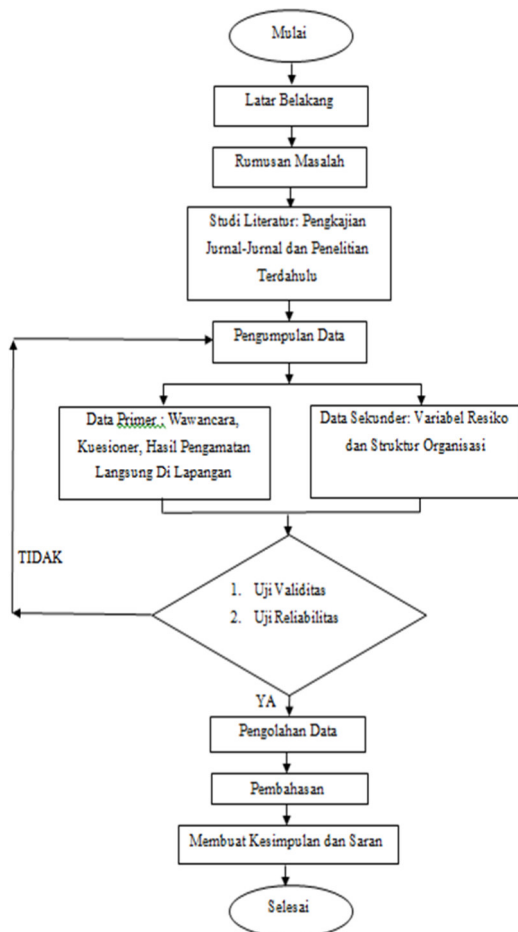 Mulai
Latar Belakang
Rumusan Masalah
Studi Literatur: Pengkajian
Jurnal-Jurnal dan Penelitian
Terdahulu
Pengumpulan Data
Data Primer : Wawancara,
Kuesioner, Hasil Pengamatan
Langsung Di Lapangan
Data Sekunder: Variabel Resiko
dan Struktur Organisasi
TIDAK
1. Uji Validitas
2. Uji Reliabilitas
YA
Pengolahan Data
Pembahasan
Membuat Kesimpulan dan Saran
Selesai